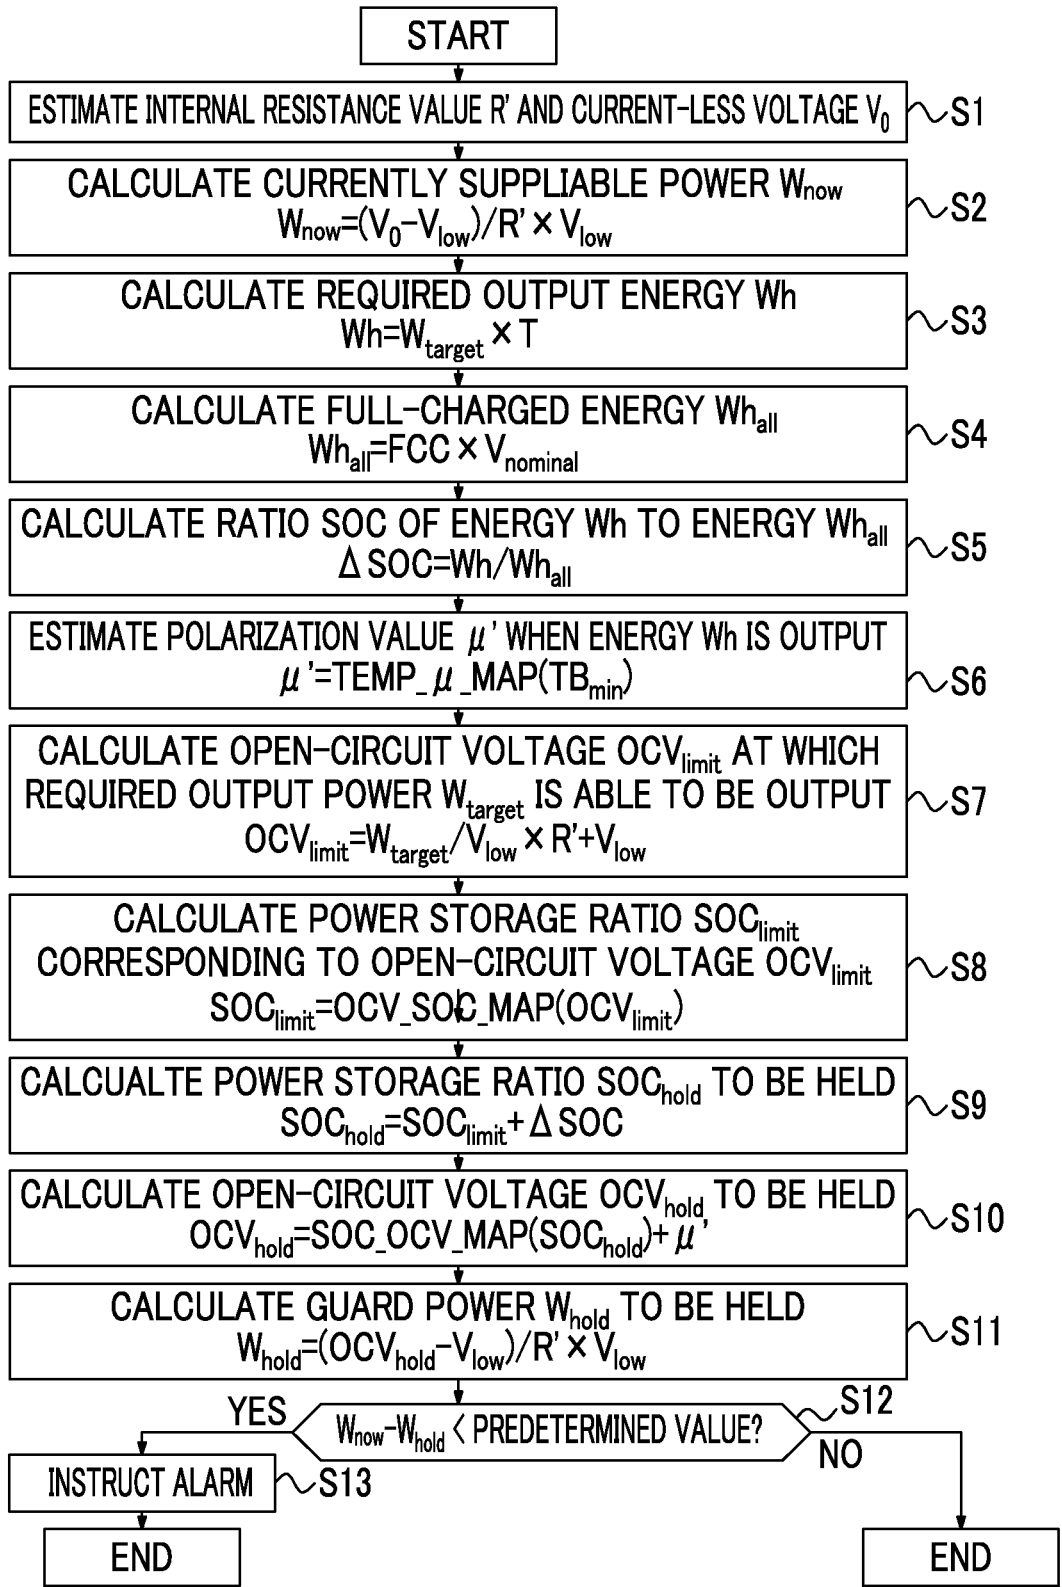 START
ESTIMATE INTERNAL RESISTANCE VALUE R' AND CURRENT-LESS VOLTAGE V0
S1
CALCULATE CURRENTLY SUPPLIABLE POWER Wnow
Wnow=(V0-Vlow)/R'×Vlow
S2
CALCULATE REQUIRED OUTPUT ENERGY Wh
Wh=Wtarget×T
S3
CALCULATE FULL-CHARGED ENERGY Whall
Whall=FCC×Vnominal
S4
CALCULATE RATIO SOC OF ENERGY Wh TO ENERGY Whall
ΔSOC=Wh/Whall
S5
ESTIMATE POLARIZATION VALUE μ' WHEN ENERGY Wh IS OUTPUT
μ'=TEMP_μ_MAP(TBmin)
S6
CALCULATE OPEN-CIRCUIT VOLTAGE OCVlimit AT WHICH
REQUIRED OUTPUT POWER Wtarget IS ABLE TO BE OUTPUT
OCVlimit=Wtarget/Vlow×R'+Vlow
S7
CALCULATE POWER STORAGE RATIO SOClimit
CORRESPONDING TO OPEN-CIRCUIT VOLTAGE OCVlimit
SOClimit=OCV_SOC_MAP(OCVlimit)
S8
CALCUALTE POWER STORAGE RATIO SOChold TO BE HELD
SOChold=SOClimit+ΔSOC
S9
CALCULATE OPEN-CIRCUIT VOLTAGE OCVhold TO BE HELD
OCVhold=SOC_OCV_MAP(SOChold)+μ'
S10
CALCULATE GUARD POWER Whold TO BE HELD
Whold=(OCVhold-Vlow)/R'×Vlow
S11
YES
Wnow-Whold<PREDETERMINED VALUE?
S12
NO
INSTRUCT ALARM
S13
END
END